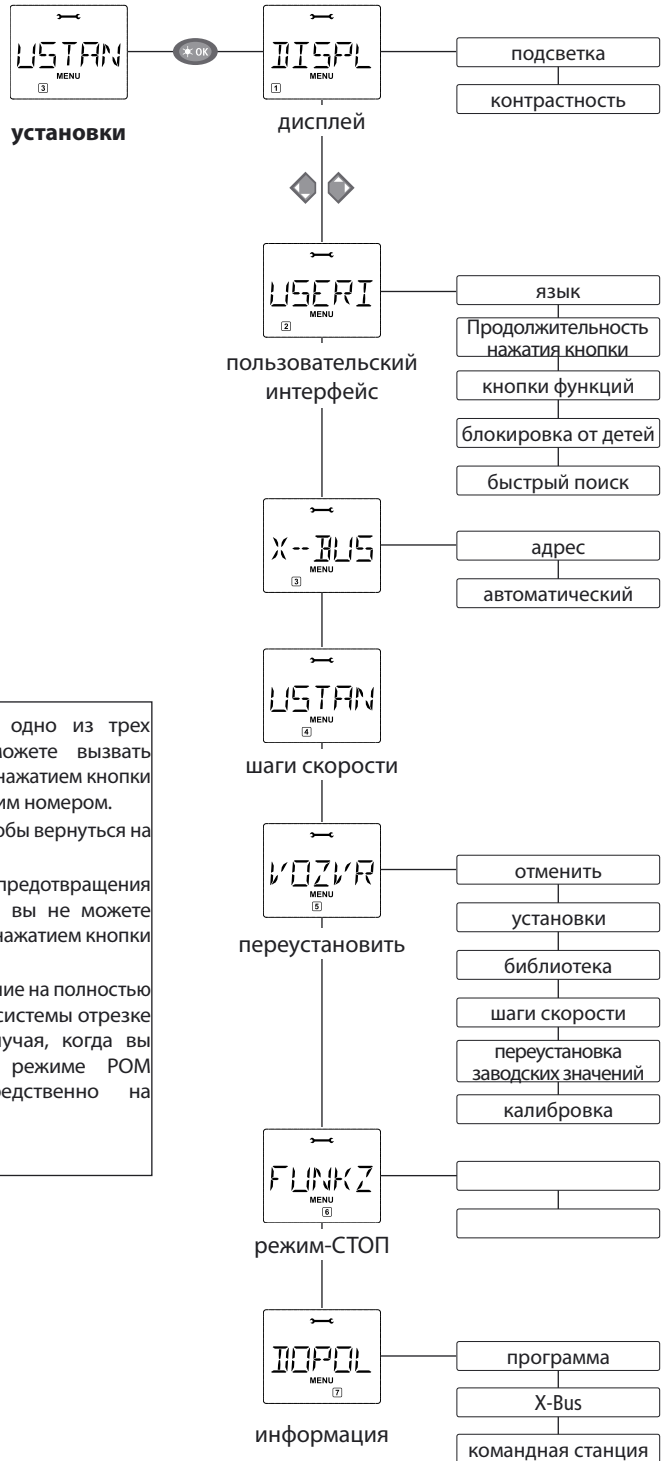 USTAN
MENU
3
установки
✶ OK
DISPL
MENU
1
дисплей
подсветка
контрастность
USERI
MENU
2
пользовательский
интерфейс
язык
Продолжительность
нажатия кнопки
кнопки функций
блокировка от детей
быстрый поиск
X--BUS
MENU
3
адрес
автоматический
USTAN
MENU
4
шаги скорости
VOZVR
MENU
5
переустановить
отменить
установки
библиотека
шаги скорости
переустановка
заводских значений
калибровка
FUNKZ
MENU
6
режим-СТОП
DOPOL
MENU
7
информация
программа
X-Bus
командная станция
одно из трех
можете вызвать
нажатием кнопки
им номером.
обы вернуться на
предотвращения
вы не можете
нажатием кнопки
ние на полностью
системы отрезке
лучая, когда вы
режиме POM
редственно на